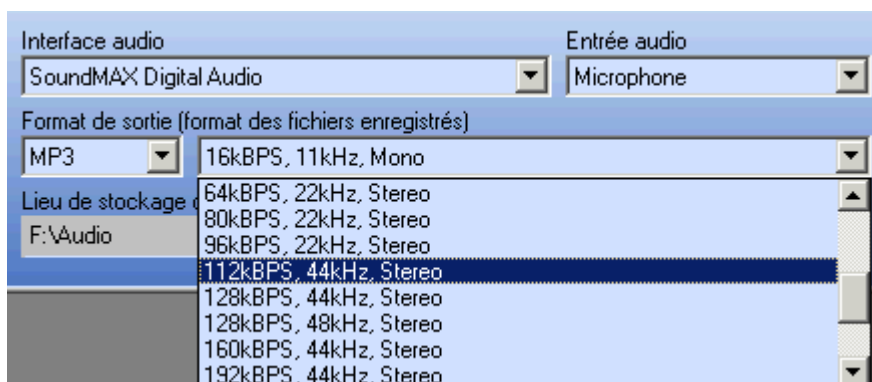 Interface audio
Entrée audio
SoundMAX Digital Audio
Microphone
Format de sortie (format des fichiers enregistrés)
MP3
16kBPS, 11kHz, Mono
Lieu de stockage
64kBPS, 22kHz, Stereo
80kBPS, 22kHz, Stereo
F:\Audio
96kBPS, 22kHz, Stereo
112kBPS, 44kHz, Stereo
128kBPS, 44kHz, Stereo
128kBPS, 48kHz, Stereo
160kBPS, 44kHz, Stereo
192kBPS, 44kHz, Stereo